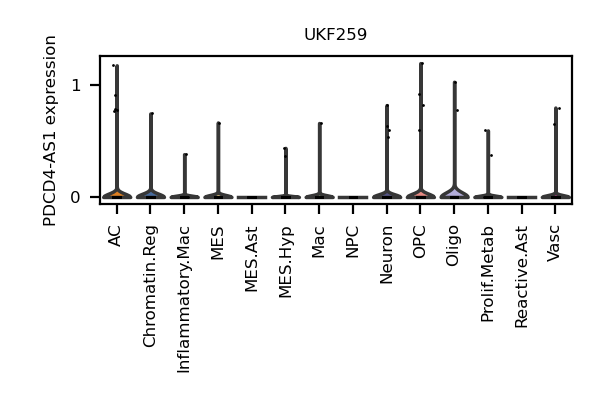 UKF259
PDCD4-AS1 expression
1
0
AC
Chromatin.Reg
Inflammatory.Mac
MES
MES.Ast
MES.Hyp
Mac
NPC
Neuron
OPC
Oligo
Prolif.Metab
Reactive.Ast
Vasc